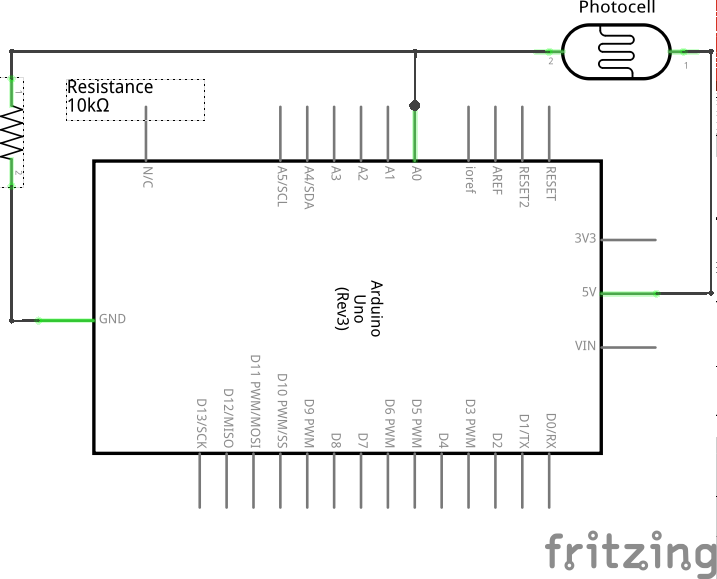 Photocell
2
1
Resistance
10kΩ
1
2
N/C
A5/SCL
A4/SDA
A3
A2
A1
A0
ioref
AREF
RESET2
RESET
3V3
5V
VIN
GND
Arduino
Uno
(Rev3)
D13/SCK
D12/MISO
D11 PWM/MOSI
D10 PWM/SS
D9 PWM
D8
D7
D6 PWM
D5 PWM
D4
D3 PWM
D2
D1/TX
D0/RX
fritzing